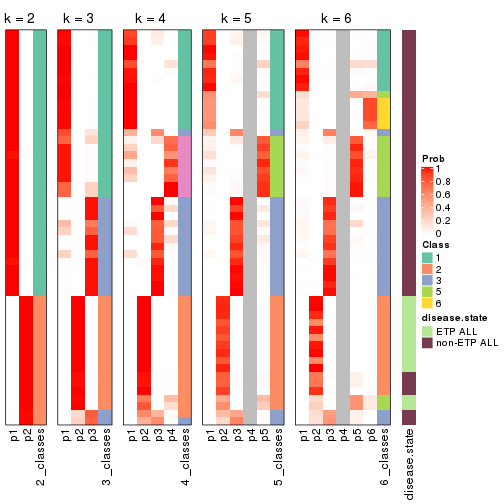 k = 2
k = 3
k = 4
k = 5
k = 6
p1
p2
2_classes
p1
p2
p3
3_classes
p1
p2
p3
p4
4_classes
p1
p2
p3
p4
p5
5_classes
p1
p2
p3
p4
p5
p6
6_classes
disease.state
Prob
1
0.8
0.6
0.4
0.2
0
Class
1
2
3
5
6
disease.state
ETP ALL
non-ETP ALL